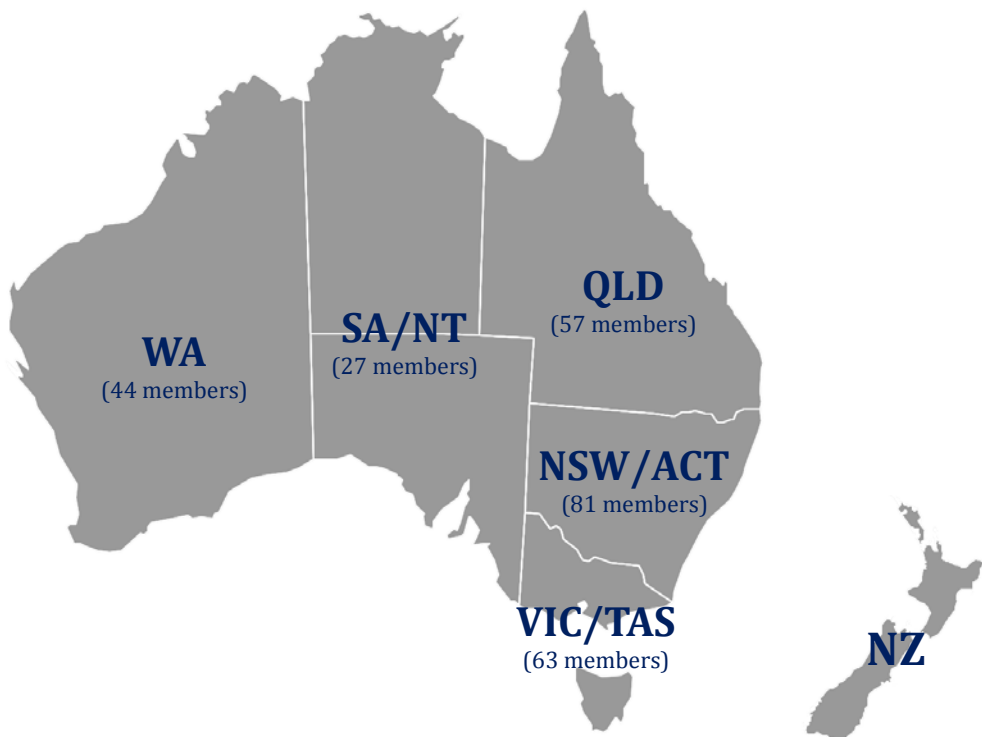 QLD
(57 members)
SA/NT
(27 members)
WA
(44 members)
NSW/ACT
(81 members)
VIC/TAS
(63 members)
NZ